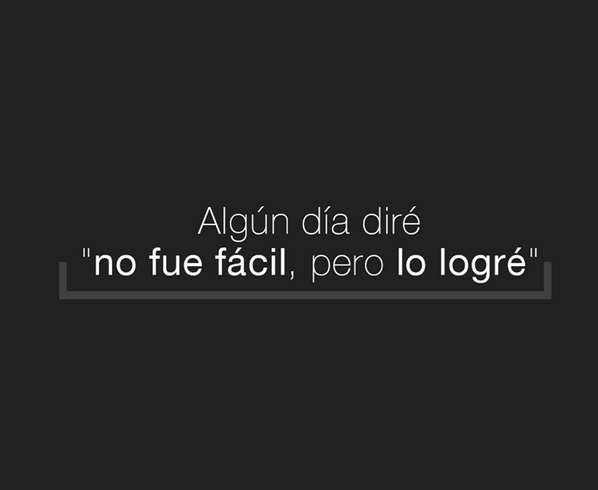 Algún día diré
"no fue fácil, pero lo logré"